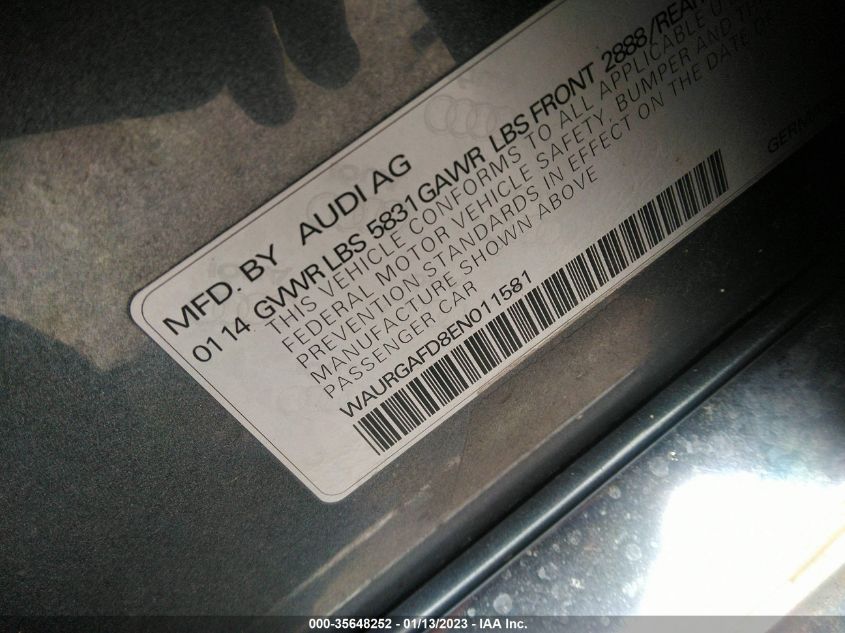 MFD. BY AUDI AG
01 14 GVWR LBS 5831 GAWR LBS FRONT 2888/REAR
THIS VEHICLE CONFORMS TO ALL APPLICABLE
FEDERAL MOTOR VEHICLE SAFETY, BUMPER AND
PREVENTION STANDARDS IN EFFECT ON THE DATE OF
MANUFACTURE SHOWN ABOVE
PASSENGER CAR
WAURGAFD8EN011581
000-35648252 - 01/13/2023 - IAA Inc.